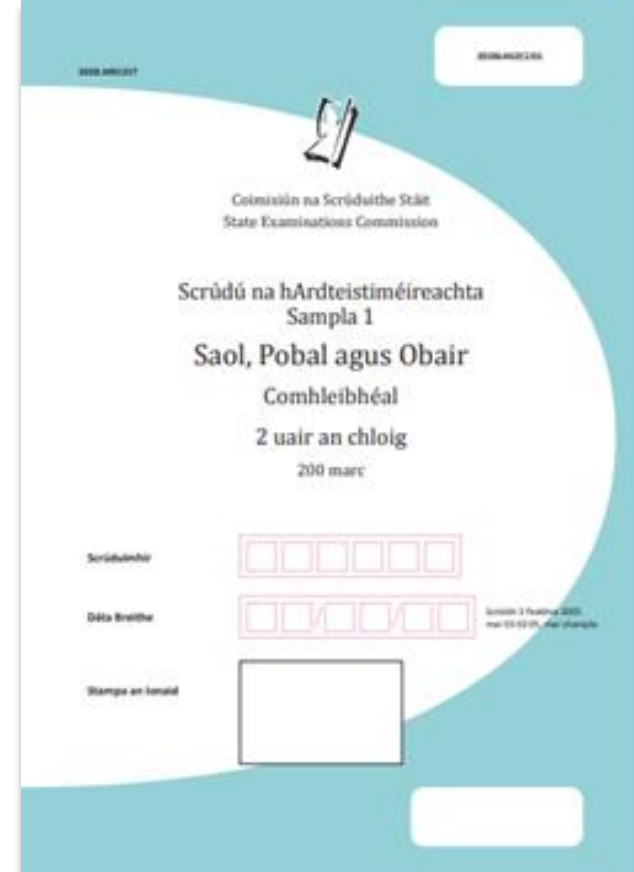 Coimisiún na Scrúduithe Stáit
State Examinations Commission
Scrúdú na hArdteistiméireachta
Sampla 1
Saol, Pobal agus Obair
Comhleibhéal
2 uair an chloig
200 marc
Scrúduimhir
Dáta Breithe
Stampa an Ionaid